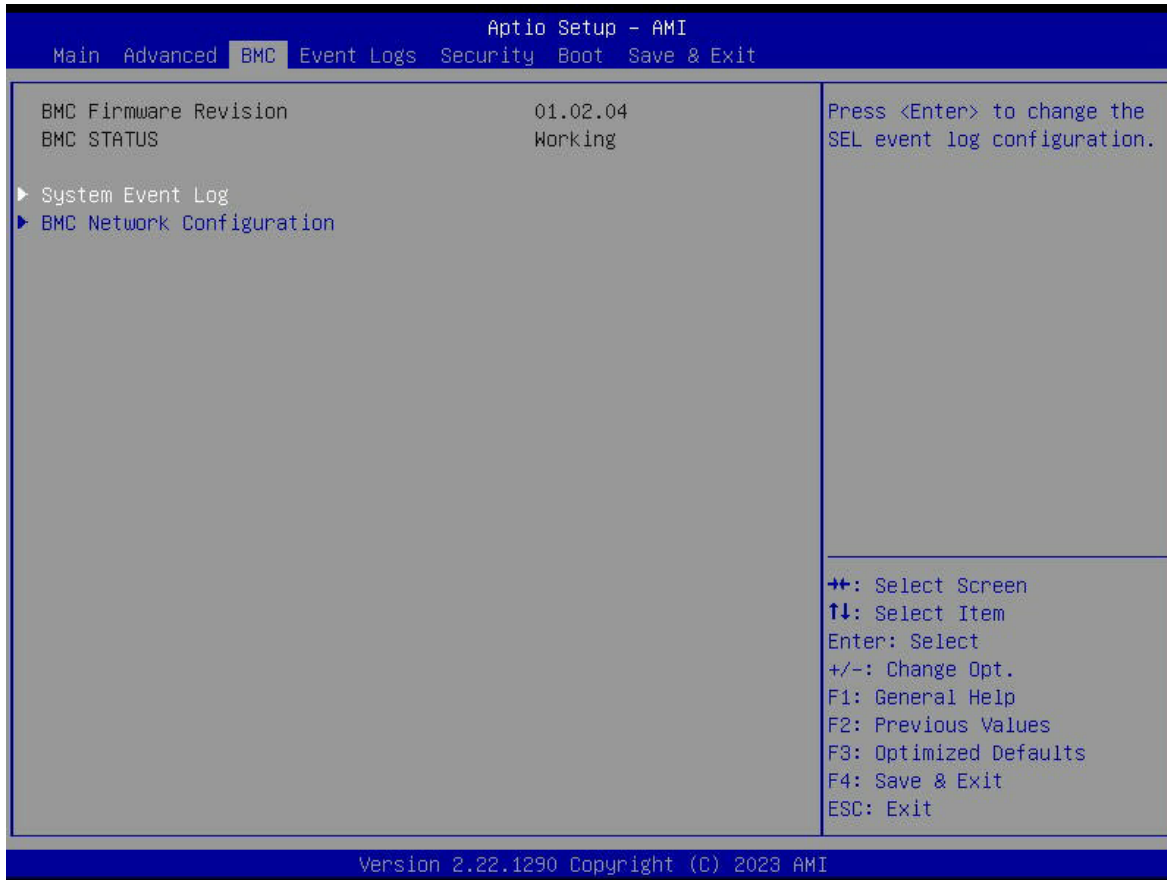 Aptio Setup – AMI
Main Advanced BMC Event Logs Security Boot Save & Exit
BMC Firmware Revision 01.02.04
BMC STATUS Working
▶ System Event Log
▶ BMC Network Configuration
Press <Enter> to change the
SEL event log configuration.
→←: Select Screen
↑↓: Select Item
Enter: Select
+/-: Change Opt.
F1: General Help
F2: Previous Values
F3: Optimized Defaults
F4: Save & Exit
ESC: Exit
Version 2.22.1290 Copyright (C) 2023 AMI